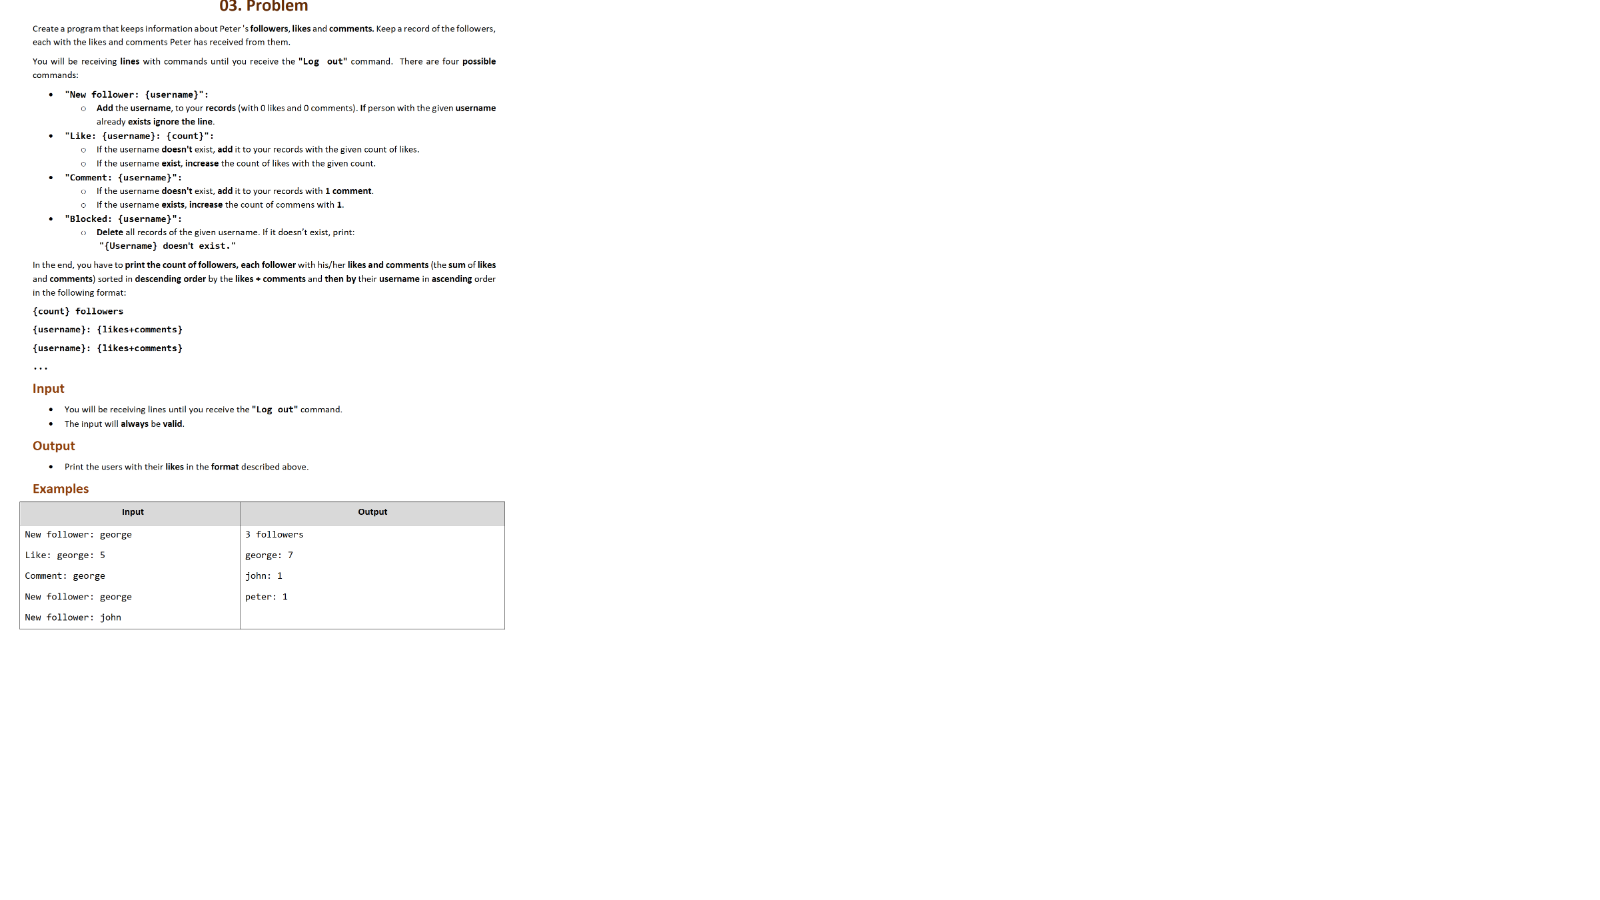 03. Problem
Create a program that keeps information about Peter's followers, likes and comments. Keep a record of the followers,
each with the likes and comments Peter has received from them.
You will be receiving lines with commands until you receive the "Log out" command. There are four possible
commands:
• "New follower: {username}":
○ Add the username, to your records (with 0 likes and 0 comments). If person with the given username
already exists ignore the line.
• "Like: {username}: {count}":
○ If the username doesn't exist, add it to your records with the given count of likes.
○ If the username exist, increase the count of likes with the given count.
• "Comment: {username}":
○ If the username doesn't exist, add it to your records with 1 comment.
○ If the username exists, increase the count of commens with 1.
• "Blocked: {username}":
○ Delete all records of the given username. If it doesn't exist, print:
"{Username} doesn't exist."
In the end, you have to print the count of followers, each follower with his/her likes and comments (the sum of likes
and comments) sorted in descending order by the likes + comments and then by their username in ascending order
in the following format:
{count} followers
{username}: {likes+comments}
{username}: {likes+comments}
...
Input
• You will be receiving lines until you receive the "Log out" command.
• The input will always be valid.
Output
• Print the users with their likes in the format described above.
Examples
Input Output
New follower: george 3 followers
Like: george: 5 george: 7
Comment: george john: 1
New follower: george peter: 1
New follower: john